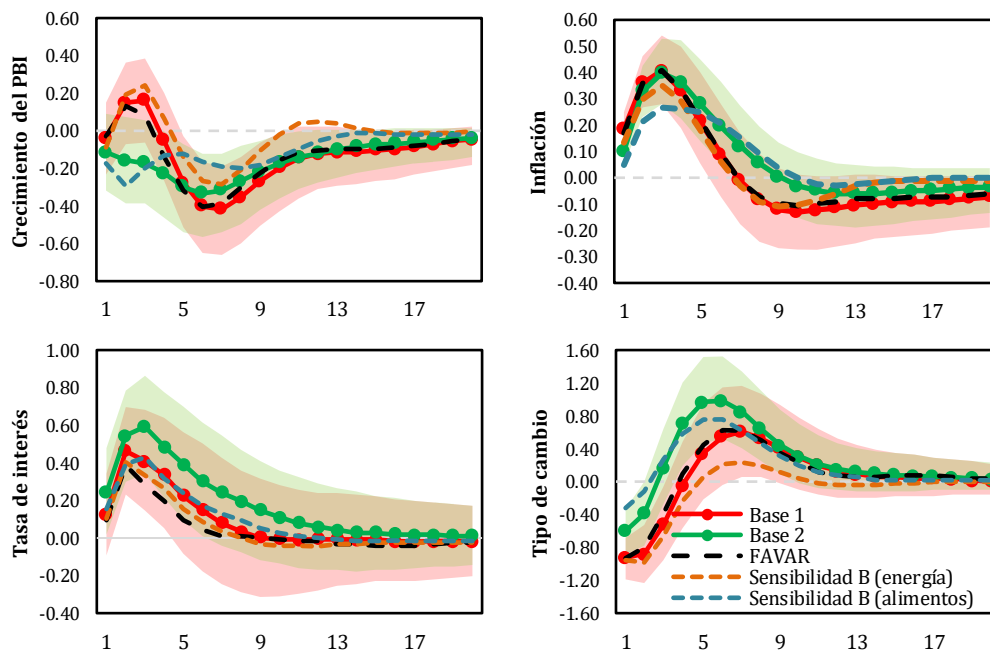 Crecimiento del PBI
0.60
0.40
0.20
0.00
-0.20
-0.40
-0.60
-0.80
1 5 9 13 17
Inflación
0.60
0.50
0.40
0.30
0.20
0.10
0.00
-0.10
-0.20
-0.30
-0.40
1 5 9 13 17
Tasa de interés
1.00
0.80
0.60
0.40
0.20
0.00
-0.20
-0.40
1 5 9 13 17
Tipo de cambio
1.60
1.20
0.80
0.40
0.00
-0.40
-0.80
-1.20
-1.60
1 5 9 13 17
Base 1
Base 2
FAVAR
Sensibilidad B (energía)
Sensibilidad B (alimentos)